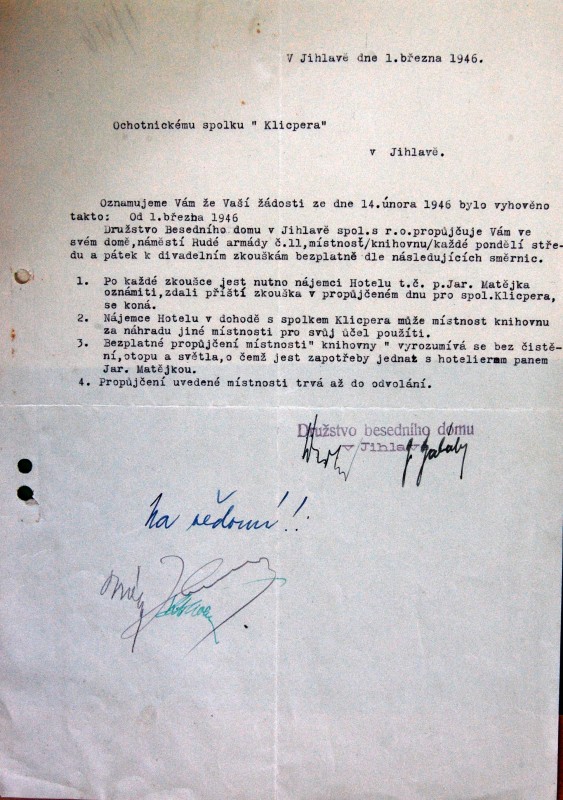 V Jihlavě dne 1.března 1946.
Ochotnickému spolku " Klicpera"
v Jihlavě.
Oznamujeme Vám že Vaší žádosti ze dne 14.února 1946 bylo vyhověno
takto: Od 1.března 1946
Družstvo Besedního domu v Jihlavě spol.s r.o.propůjčuje Vám ve
svém domě,náměstí Rudé armády č.11,místnost/knihovnu/každé pondělí stře-
du a pátek k divadelním zkouškám bezplatně dle následujících směrnic.
1. Po každé zkoušce jest nutno nájemci Hotelu t.č. p.Jar. Matějka
oznámiti,zdali příští zkouška v propůjčeném dnu pro spol.Klicpera,
se koná.
2. Nájemce Hotelu v dohodě s spolkem Klicpera může místnost knihovnu
za náhradu jiné místnosti pro svůj účel použíti.
3. Bezplatné propůjčení místnosti" knihovny " vyrozumívá se bez čistě-
ní,otopu a světla,o čemž jest zapotřeby jednat s hotelierem panem
Jar. Matějkou.
4. Propůjčení uvedené místnosti trvá až do odvolání.
Družstvo besedního domu
v Jihlavě
Na vědomí!!